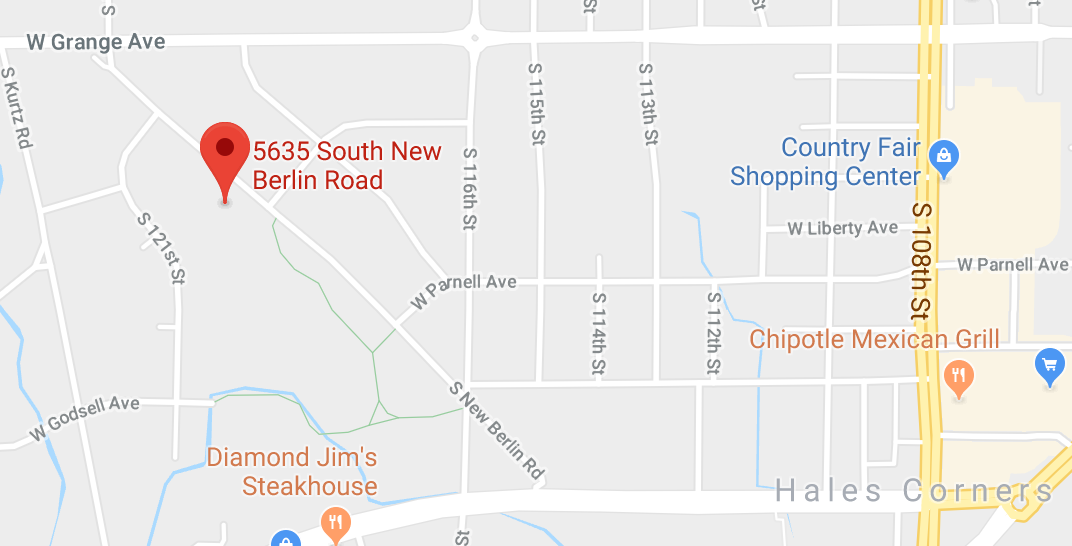 W Grange Ave
S Kurtz Rd
5635 South New
Berlin Road
S 121st St
S 116th St
S 115th St
S 113th St
Country Fair
Shopping Center
S 108th St
W Liberty Ave
W Parnell Ave
W Parnell Ave
S 114th St
S 112th St
Chipotle Mexican Grill
W Godsell Ave
S New Berlin Rd
Diamond Jim's
Steakhouse
Hales Corners